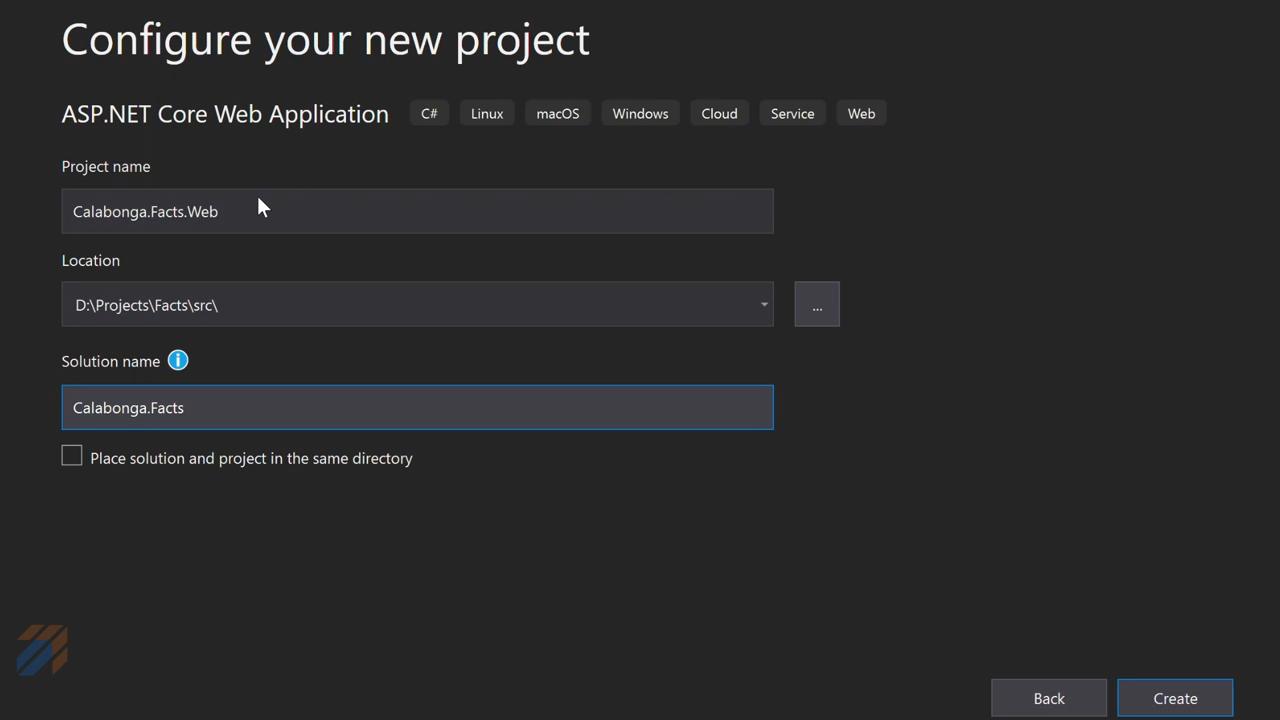 Configure your new project
ASP.NET Core Web Application C# Linux macOS Windows Cloud Service Web
Project name
Calabonga.Facts.Web
Location
D:\Projects\Facts\src\
...
Solution name
Calabonga.Facts
Place solution and project in the same directory
Back Create